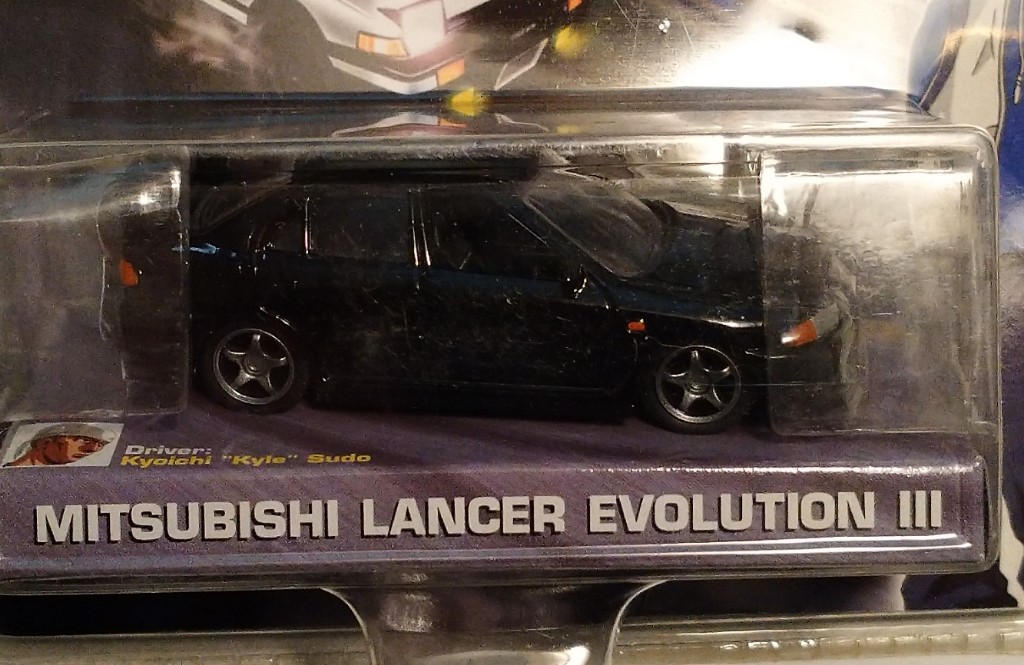 Driver:
Kyoichi "Kyle" Sudo
MITSUBISHI LANCER EVOLUTION III